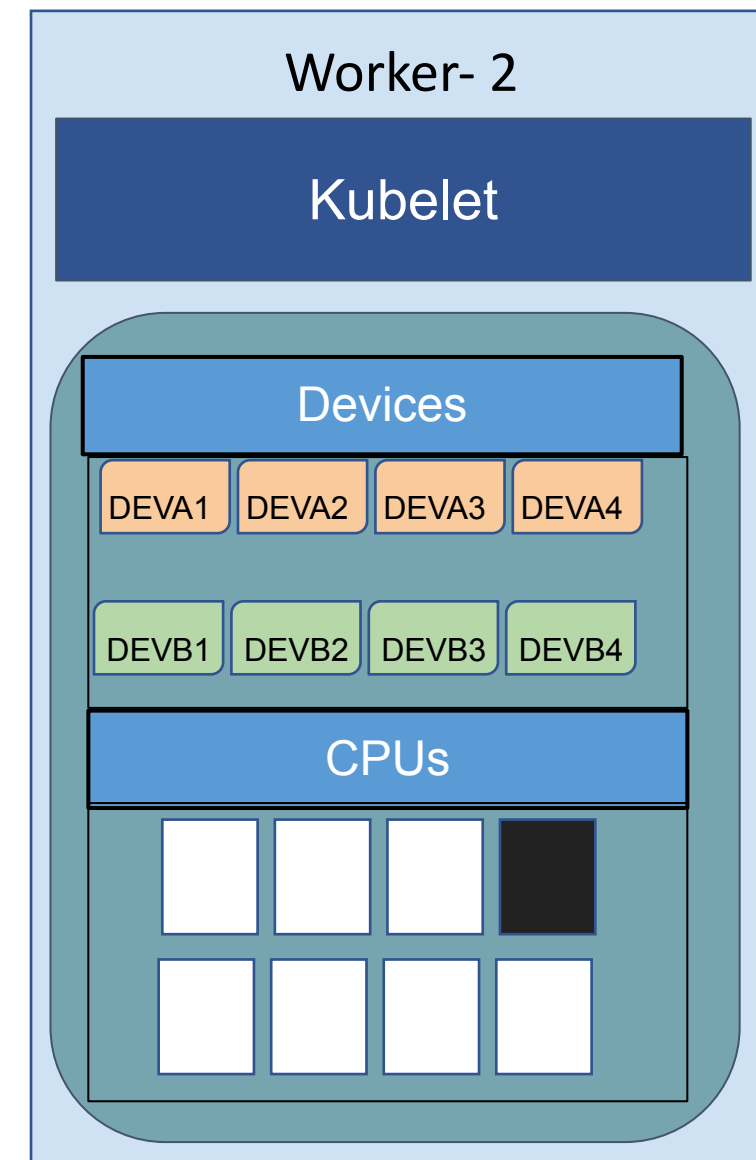 Worker- 2
Kubelet
Devices
DEVA1 DEVA2 DEVA3 DEVA4
DEVB1 DEVB2 DEVB3 DEVB4
CPUs